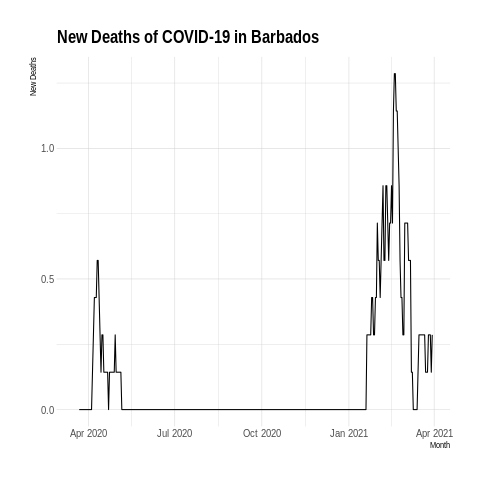 New Deaths of COVID-19 in Barbados
New Deaths
1.0
0.5
0.0
Apr 2020 Jul 2020 Oct 2020 Jan 2021 Apr 2021
Month